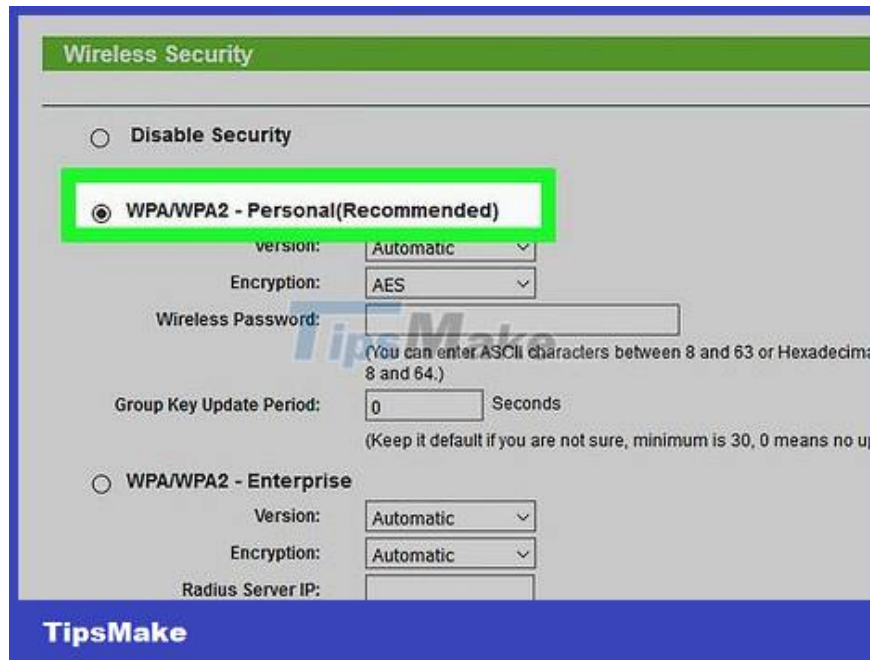 Wireless Security
Disable Security
WPA/WPA2 - Personal(Recommended)
Version: Automatic
Encryption: AES
Wireless Password:
TipsMake
(You can enter ASCII characters between 8 and 63 or Hexadecima
8 and 64.)
Group Key Update Period: 0 Seconds
(Keep it default if you are not sure, minimum is 30, 0 means no u
WPA/WPA2 - Enterprise
Version: Automatic
Encryption: Automatic
Radius Server IP:
TipsMake